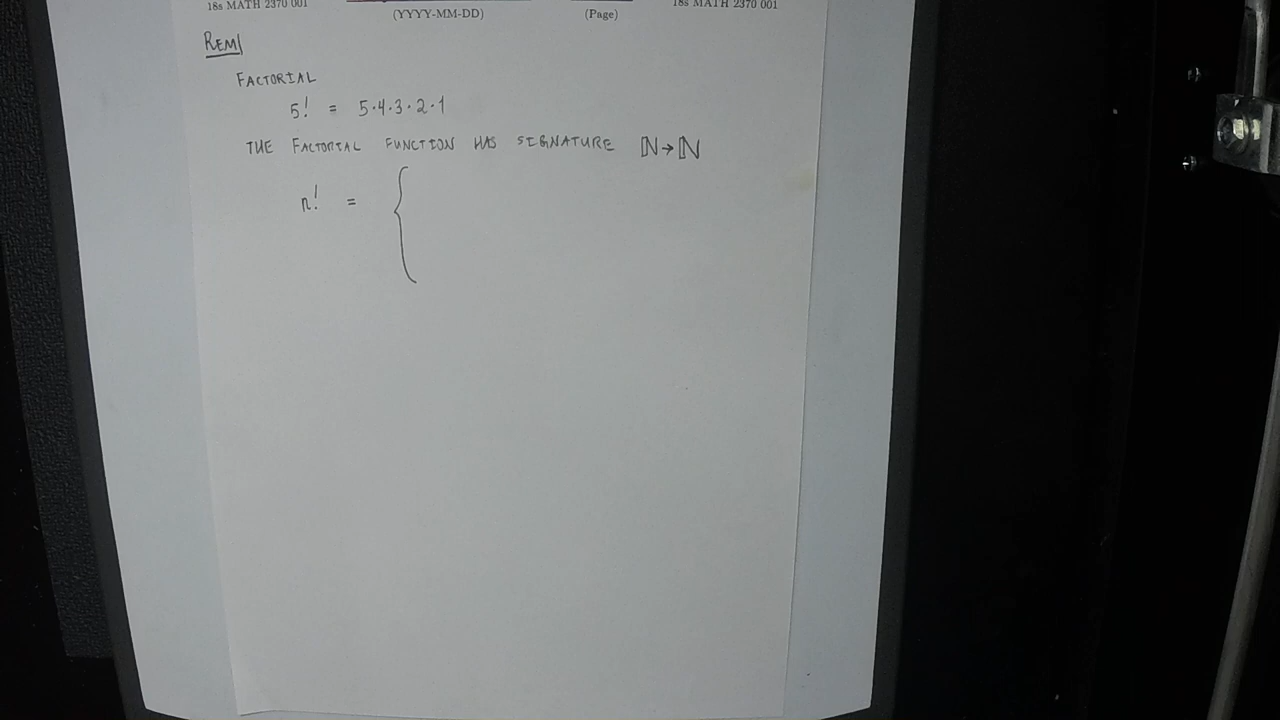 18s MATH 2370 001 18s MATH 2370 001
(YYYY-MM-DD) (Page)
REM
FACTORIAL
5! = 5·4·3·2·1
THE FACTORIAL FUNCTION HAS SIGNATURE ℕ→ℕ
n! = {